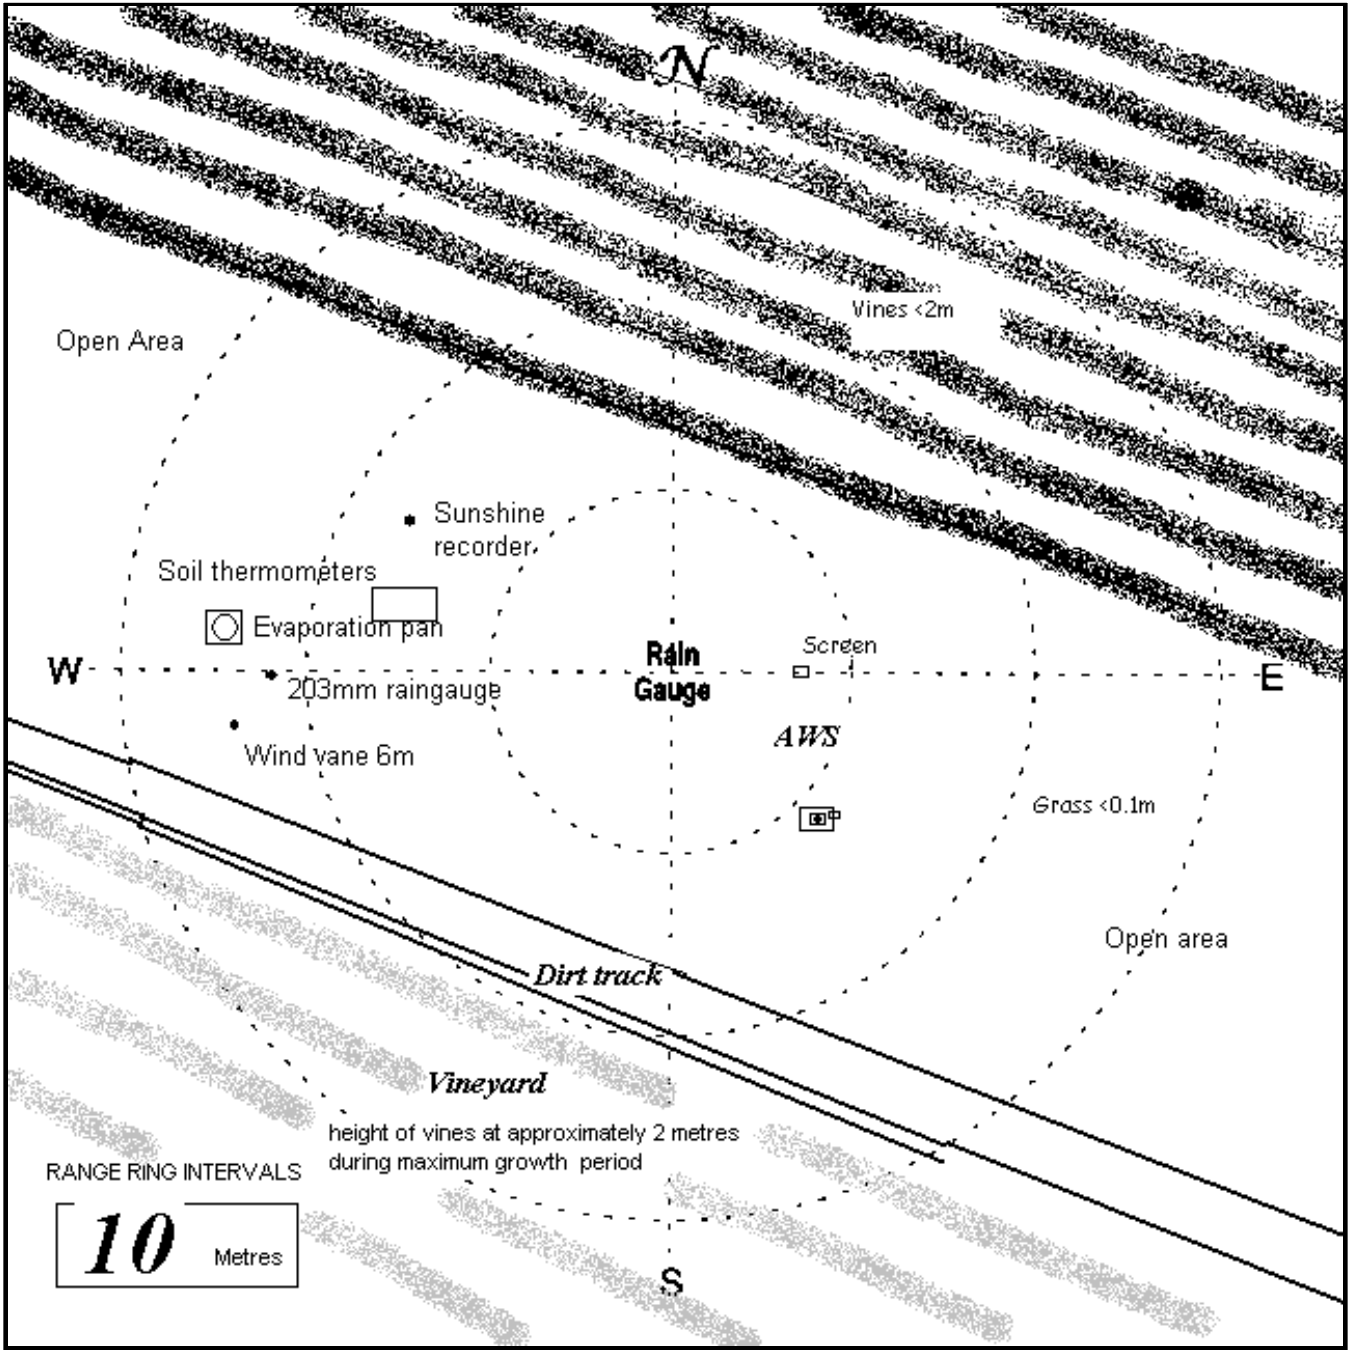 N
Vines <2m
Open Area
Sunshine
recorder
Soil thermometers
Evaporation pan
Screen
Rain
Gauge
W
E
203mm raingauge
AWS
Wind vane 6m
Grass <0.1m
Open area
Dirt track
Vineyard
height of vines at approximately 2 metres
during maximum growth period
RANGE RING INTERVALS
10 Metres
S